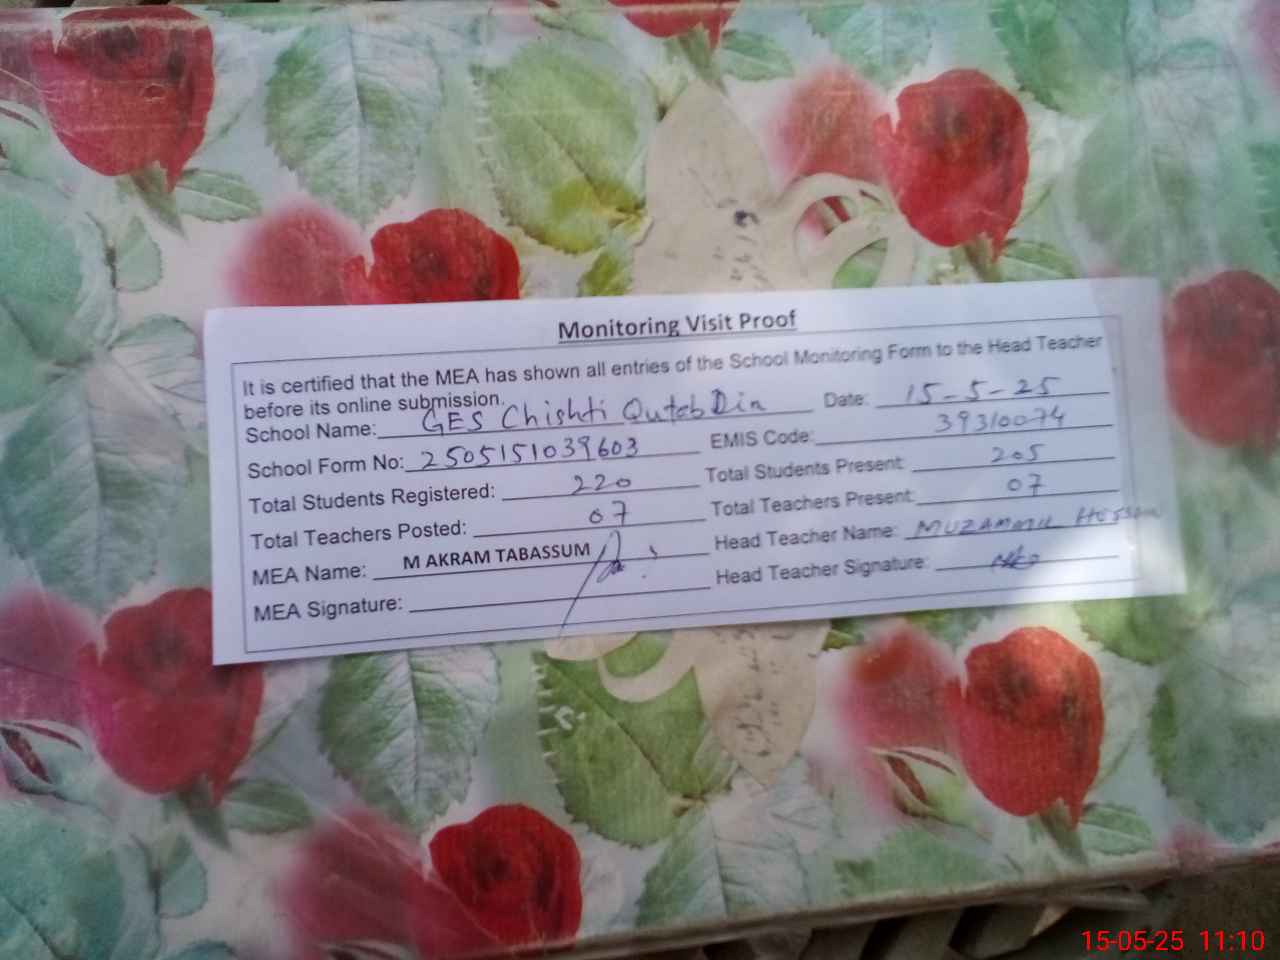 Monitoring Visit Proof
It is certified that the MEA has shown all entries of the School Monitoring Form to the Head Teacher
before its online submission.
School Name: GES Chishti Qutab Din Date: 15-5-25
School Form No: 2505151039603 EMIS Code: 39310074
Total Students Registered: 220 Total Students Present: 205
Total Teachers Posted: 07 Total Teachers Present: 07
MEA Name: M AKRAM TABASSUM Head Teacher Name: MUZAMMIL
MEA Signature: Head Teacher Signature:
15-05-25 11:10